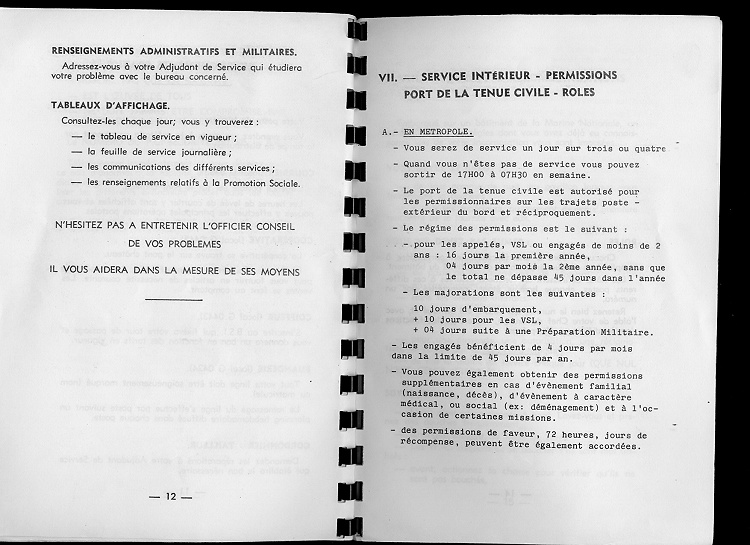 RENSEIGNEMENTS ADMINISTRATIFS ET MILITAIRES.
Adressez-vous à votre Adjudant de Service qui étudiera
votre problème avec le bureau concerné.
TABLEAUX D'AFFICHAGE.
Consultez-les chaque jour; vous y trouverez :
— le tableau de service en vigueur ;
— la feuille de service journalière ;
— les communications des différents services ;
— les renseignements relatifs à la Promotion Sociale.
N'HESITEZ PAS A ENTRETENIR L'OFFICIER CONSEIL
DE VOS PROBLEMES
IL VOUS AIDERA DANS LA MESURE DE SES MOYENS
— 12 —
VII. — SERVICE INTÉRIEUR - PERMISSIONS
PORT DE LA TENUE CIVILE - ROLES
A.- EN METROPOLE.
- Vous serez de service un jour sur trois ou quatre
- Quand vous n'êtes pas de service vous pouvez
sortir de 17H00 à 07H30 en semaine.
- Le port de la tenue civile est autorisé pour
les permissionnaires sur les trajets poste -
extérieur du bord et réciproquement.
- Le régime des permissions est le suivant :
- pour les appelés, VSL ou engagés de moins de 2
ans : 16 jours la première année,
04 jours par mois la 2ème année, sans que
le total ne dépasse 45 jours dans l'année
- Les majorations sont les suivantes :
10 jours d'embarquement,
+ 10 jours pour les VSL,
+ 04 jours suite à une Préparation Militaire.
- Les engagés bénéficient de 4 jours par mois
dans la limite de 45 jours par an.
- Vous pouvez également obtenir des permissions
supplémentaires en cas d'évènement familial
(naissance, décès), d'évènement à caractère
médical, ou social (ex: déménagement) et à l'oc-
casion de certaines missions.
- des permissions de faveur, 72 heures, jours de
récompense, peuvent être également accordées.